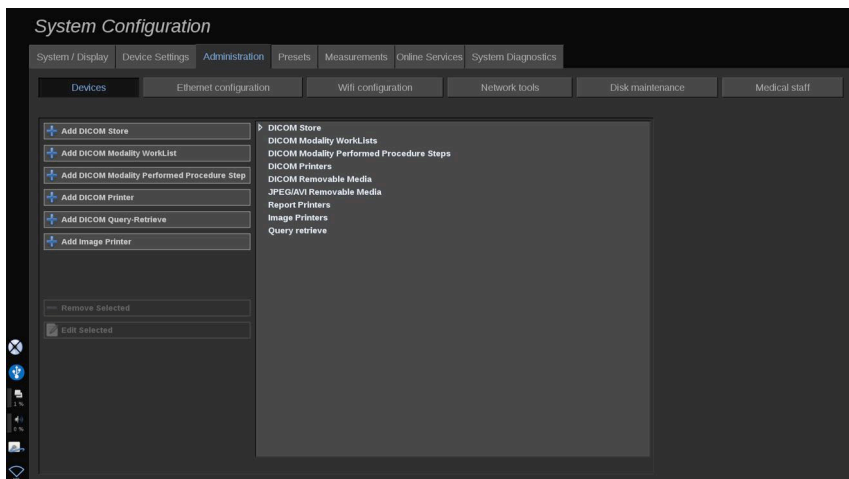 System Configuration
System / Display Device Settings Administration Presets Measurements Online Services System Diagnostics
Devices Ethernet configuration Wifi configuration Network tools Disk maintenance Medical staff
Add DICOM Store
Add DICOM Modality WorkList
Add DICOM Modality Performed Procedure Step
Add DICOM Printer
Add DICOM Query-Retrieve
Add Image Printer
Remove Selected
Edit Selected
DICOM Store
DICOM Modality WorkLists
DICOM Modality Performed Procedure Steps
DICOM Printers
DICOM Removable Media
JPEG/AVI Removable Media
Report Printers
Image Printers
Query retrieve
1 %
0 %